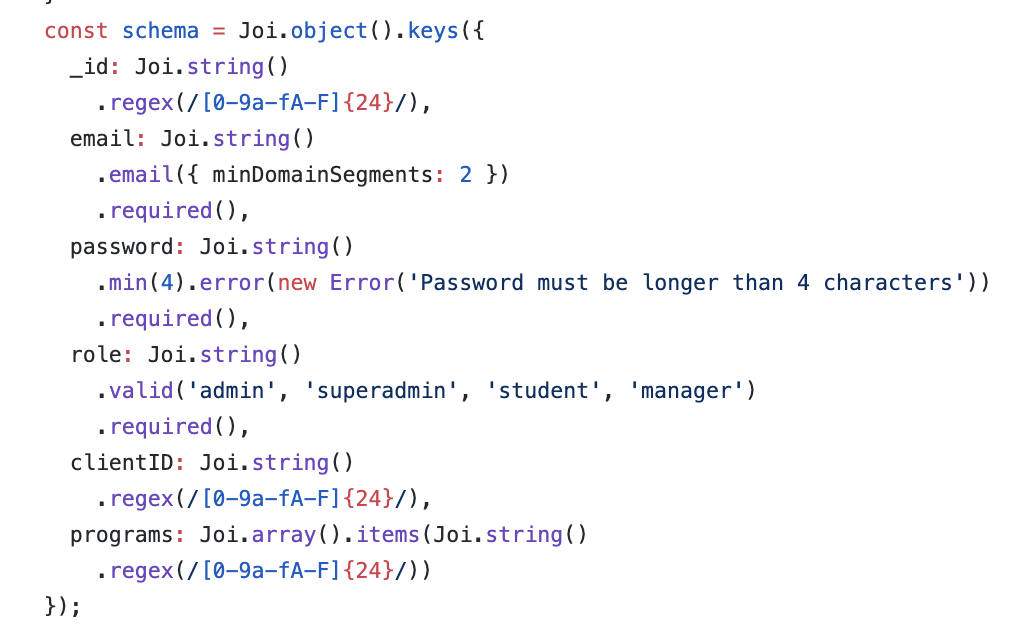 const schema = Joi.object().keys({
  _id: Joi.string()
    .regex(/[0-9a-fA-F]{24}/),
  email: Joi.string()
    .email({ minDomainSegments: 2 })
    .required(),
  password: Joi.string()
    .min(4).error(new Error('Password must be longer than 4 characters'))
    .required(),
  role: Joi.string()
    .valid('admin', 'superadmin', 'student', 'manager')
    .required(),
  clientID: Joi.string()
    .regex(/[0-9a-fA-F]{24}/),
  programs: Joi.array().items(Joi.string()
    .regex(/[0-9a-fA-F]{24}/))
});